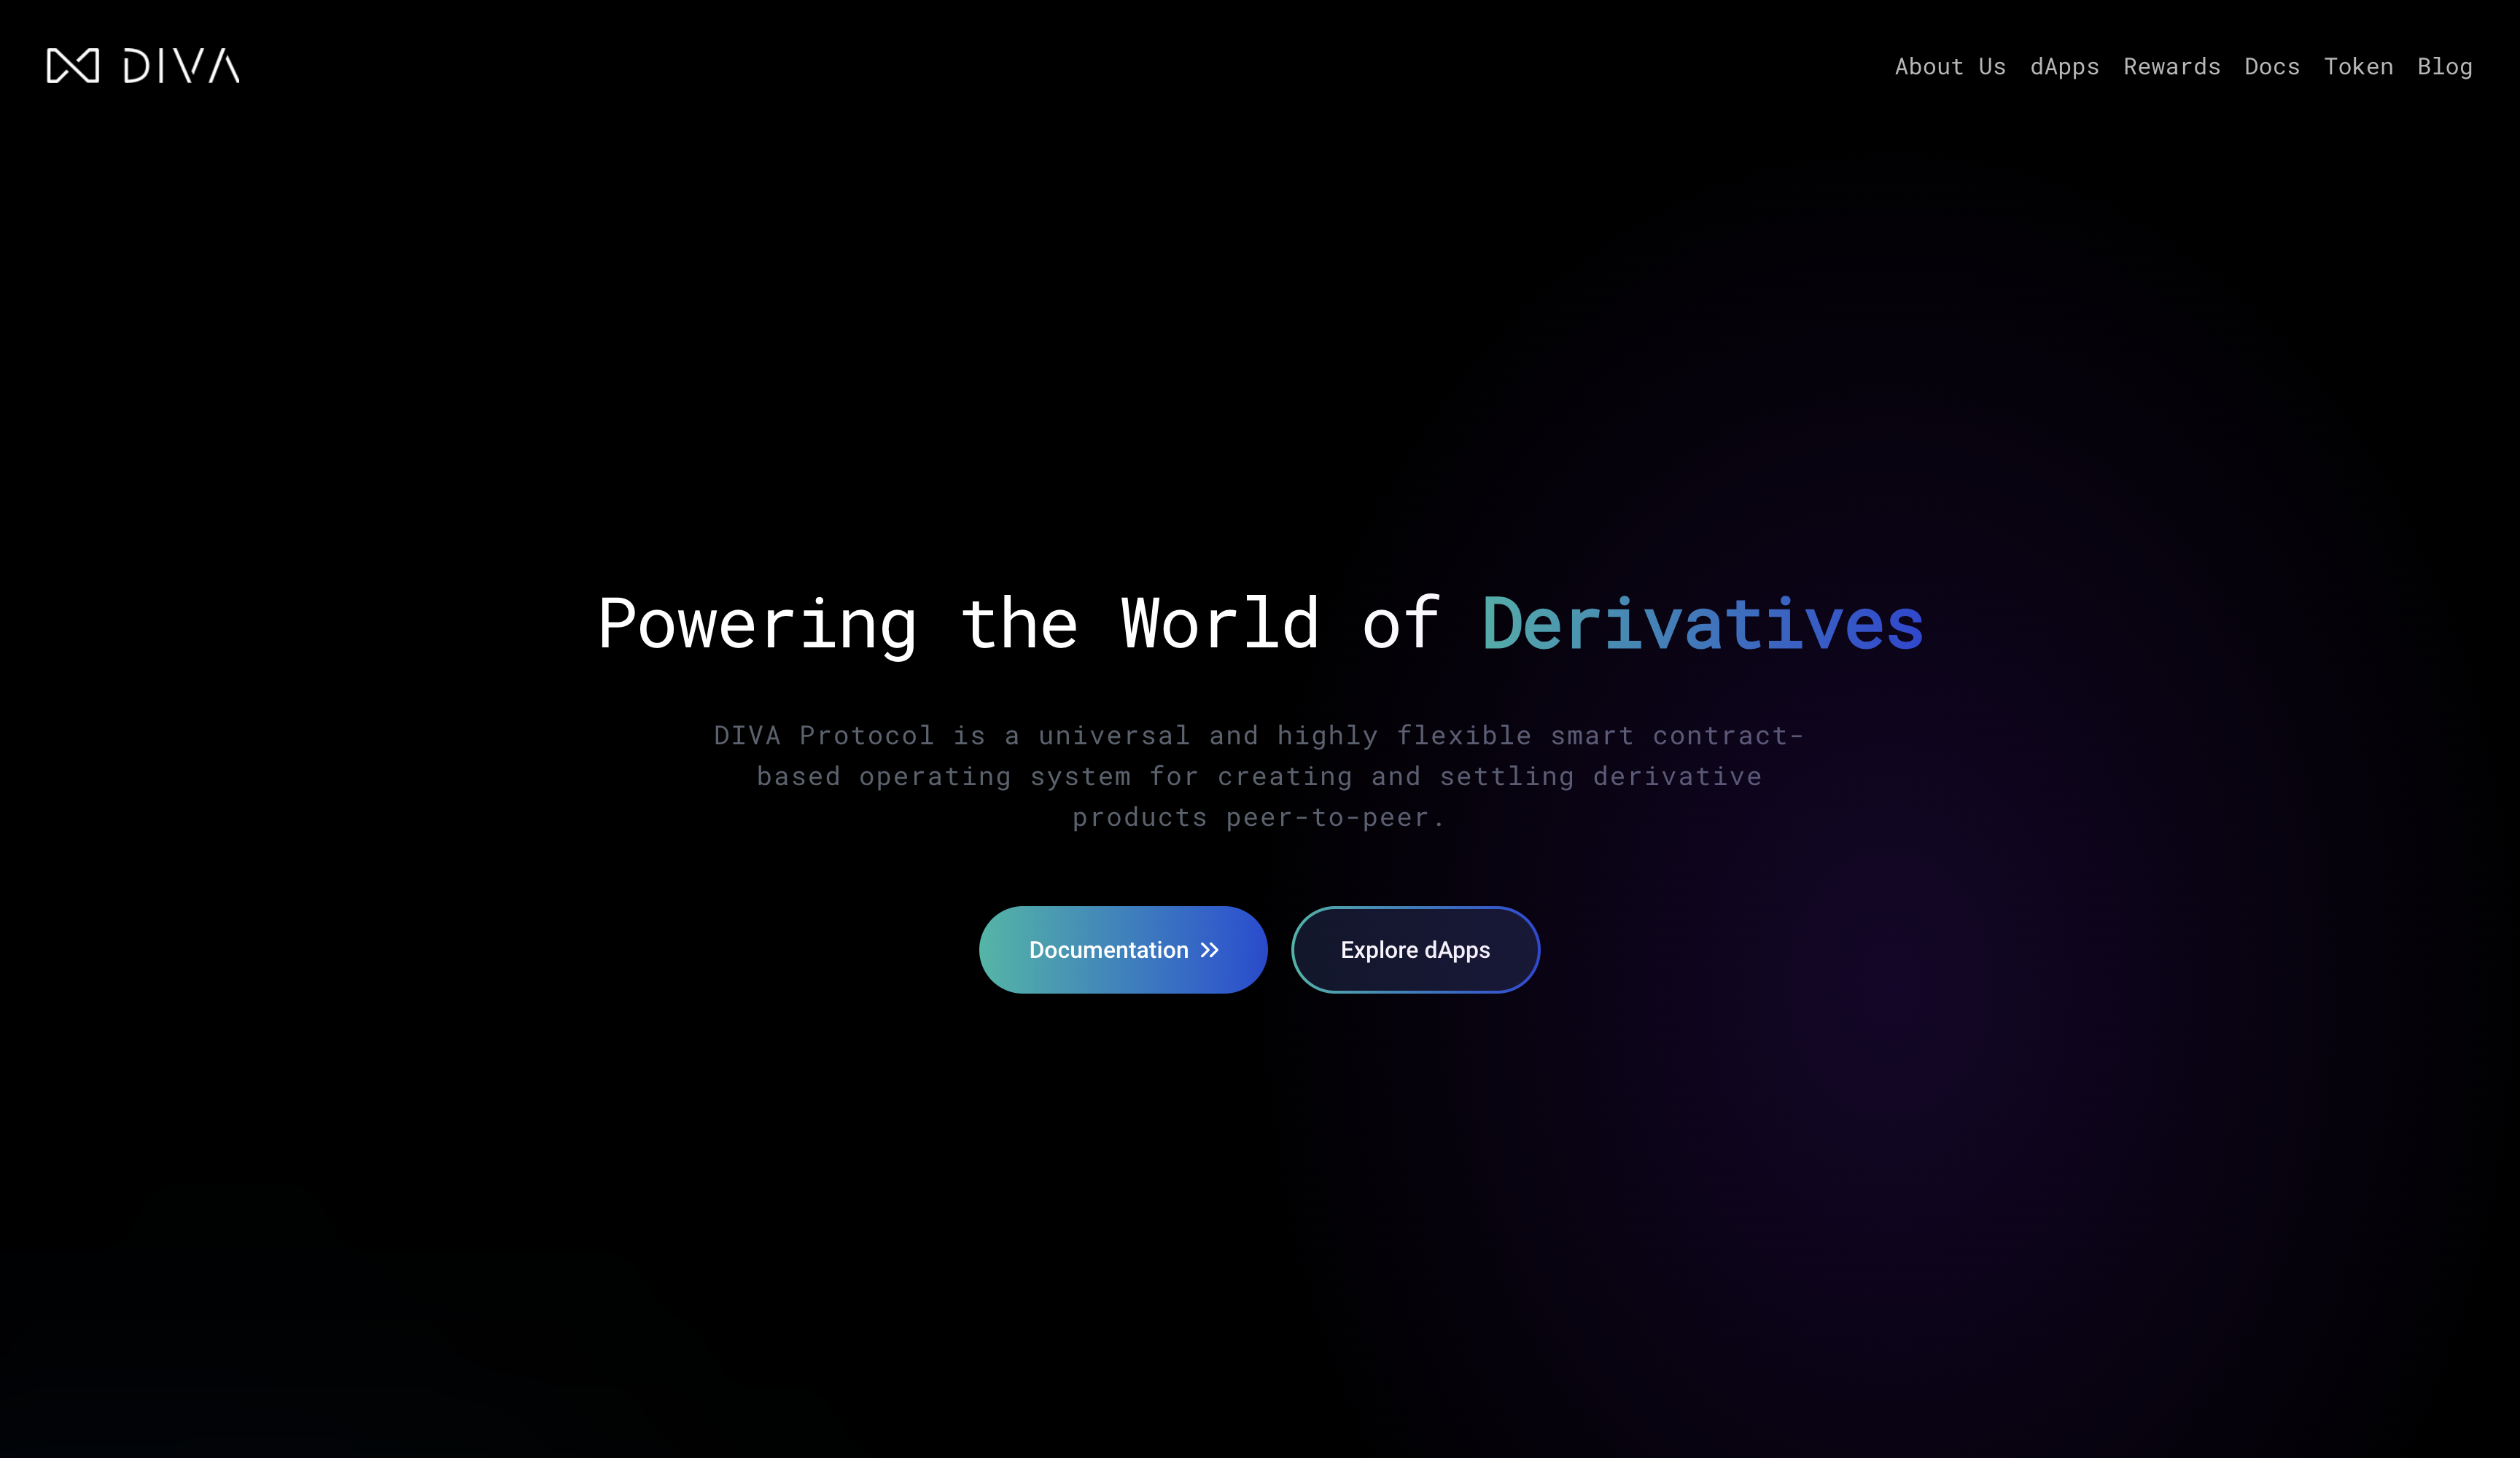 DIVA
About Us dApps Rewards Docs Token Blog
Powering the World of Derivatives
DIVA Protocol is a universal and highly flexible smart contract-
based operating system for creating and settling derivative
products peer-to-peer.
Documentation
Explore dApps